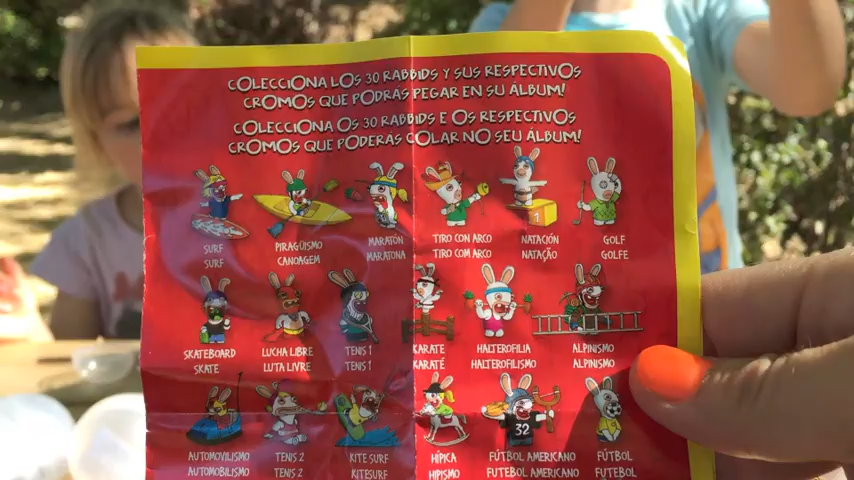 COLECCIONA LOS 30 RABBIDS Y SUS RESPECTIVOS
CROMOS QUE PODRÁS PEGAR EN SU ÁLBUM!
COLECCIONA OS 30 RABBIDS E OS RESPECTIVOS
CROMOS QUE PODERÁS COLAR NO SEU ÁLBUM!
SURF
SURF
PIRAGÜISMO
CANOAGEM
MARATÓN
MARATONA
TIRO CON ARCO
TIRO COM ARCO
1
NATACIÓN
NATAÇÃO
GOLF
GOLFE
SKATEBOARD
SKATE
LUCHA LIBRE
LUTA LIVRE
TENIS 1
TENIS 1
KARATE
KARATÉ
HALTEROFILIA
HALTEROFILISMO
ALPINISMO
ALPINISMO
AUTOMOVILISMO
AUTOMOBILISMO
TENIS 2
TENIS 2
KITE SURF
KITESURF
HÍPICA
HIPISMO
32
FÚTBOL AMERICANO
FUTEBOL AMERICANO
FÚTBOL
FUTEBOL